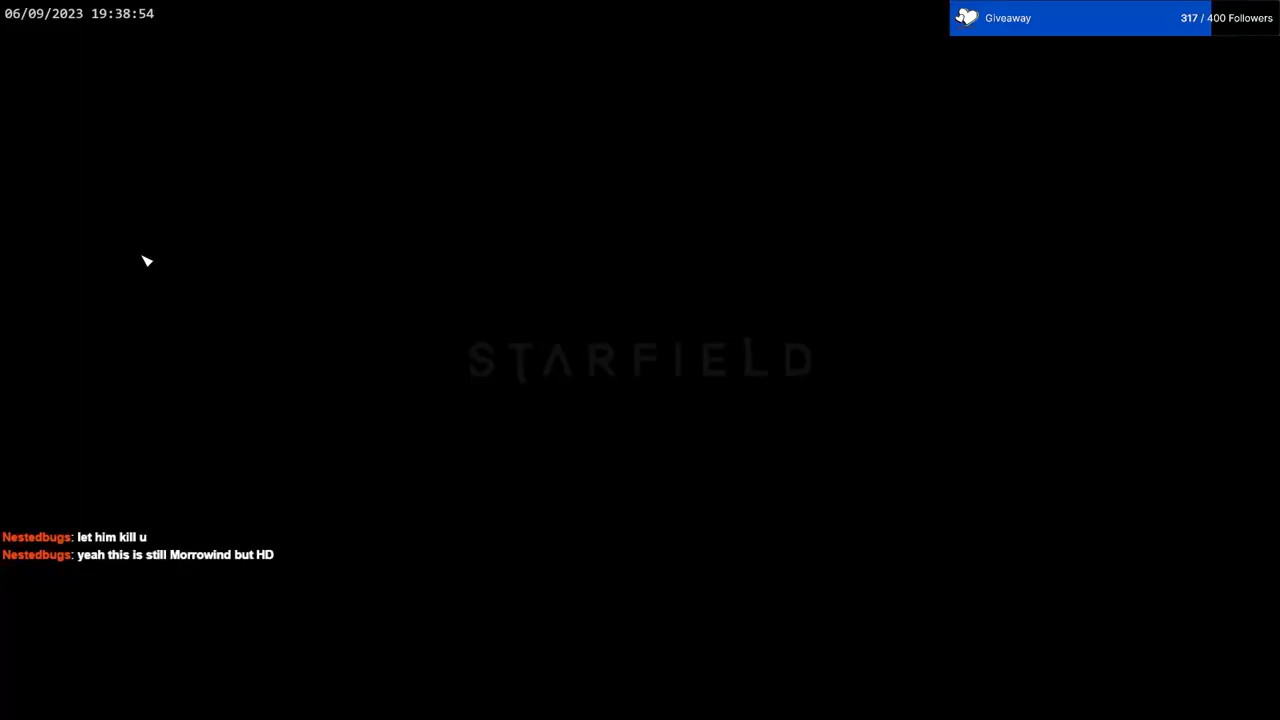 06/09/2023 19:38:54
Giveaway 317 / 400 Followers
STARFIELD
Nestedbugs: let him kill u
Nestedbugs: yeah this is still Morrowind but HD